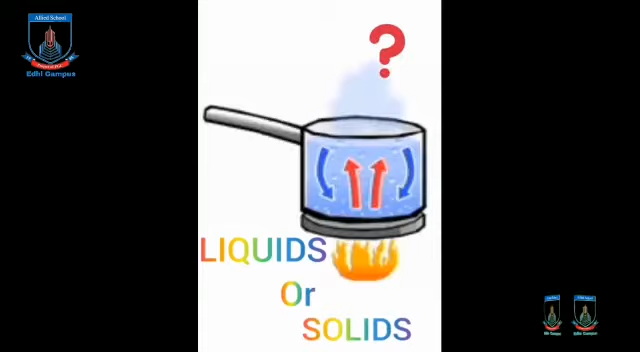 Allied School
Edhi Campus
?
LIQUIDS
Or
SOLIDS